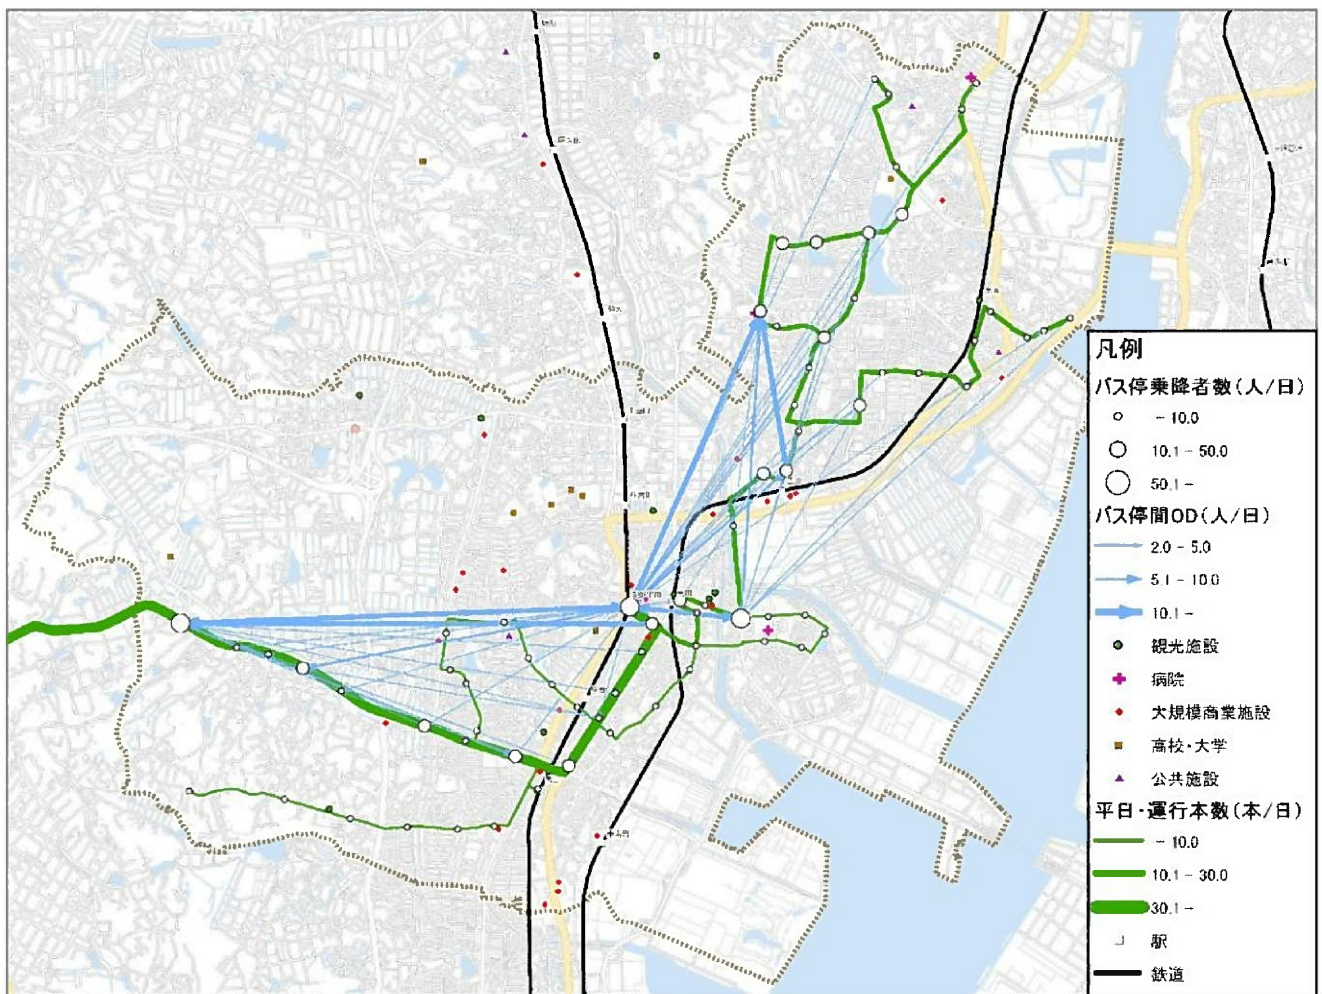 凡例
バス停乗降者数(人/日)
- 10.0
10.1 - 50.0
50.1 -
バス停間OD(人/日)
2.0 - 5.0
5.1 - 10.0
10.1 -
観光施設
病院
大規模商業施設
高校・大学
公共施設
平日・運行本数(本/日)
- 10.0
10.1 - 30.0
30.1 -
駅
鉄道